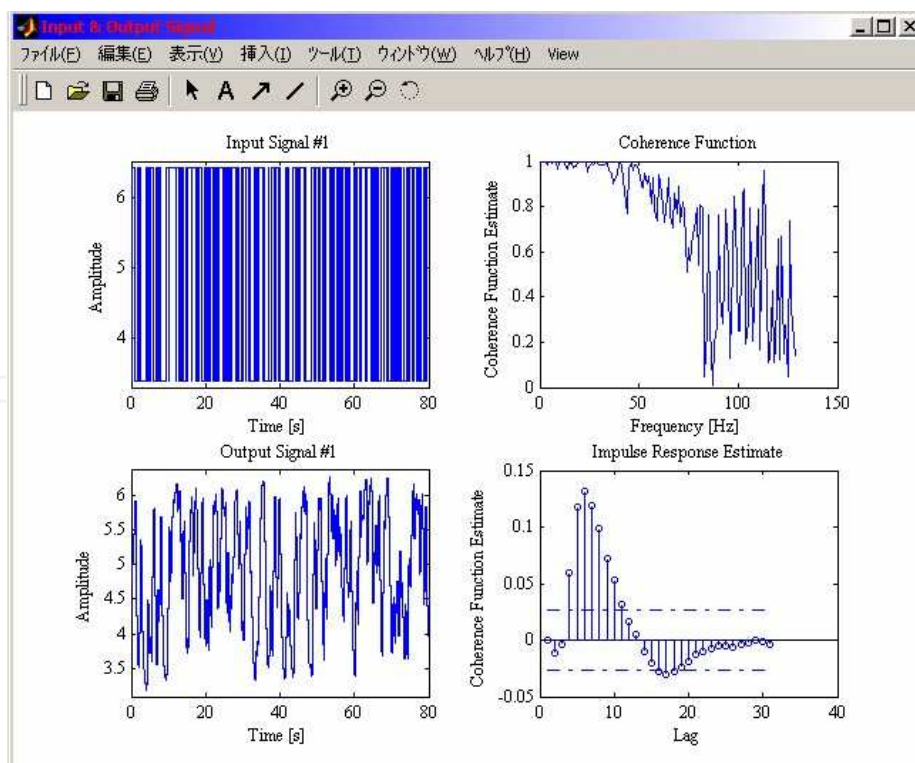 Input & Output Signal
ファイル(F) 編集(E) 表示(V) 挿入(I) ツール(T) ウィンドウ(W) ヘルプ(H) View
A
Input Signal #1
6
5
4
Amplitude
0 20 40 60 80
Time [s]
Coherence Function
1
0.8
0.6
0.4
0.2
0
Coherence Function Estimate
0 50 100 150
Frequency [Hz]
Output Signal #1
6
5.5
5
4.5
4
3.5
Amplitude
0 20 40 60 80
Time [s]
Impulse Response Estimate
0.15
0.1
0.05
0
-0.05
Coherence Function Estimate
0 10 20 30 40
Lag